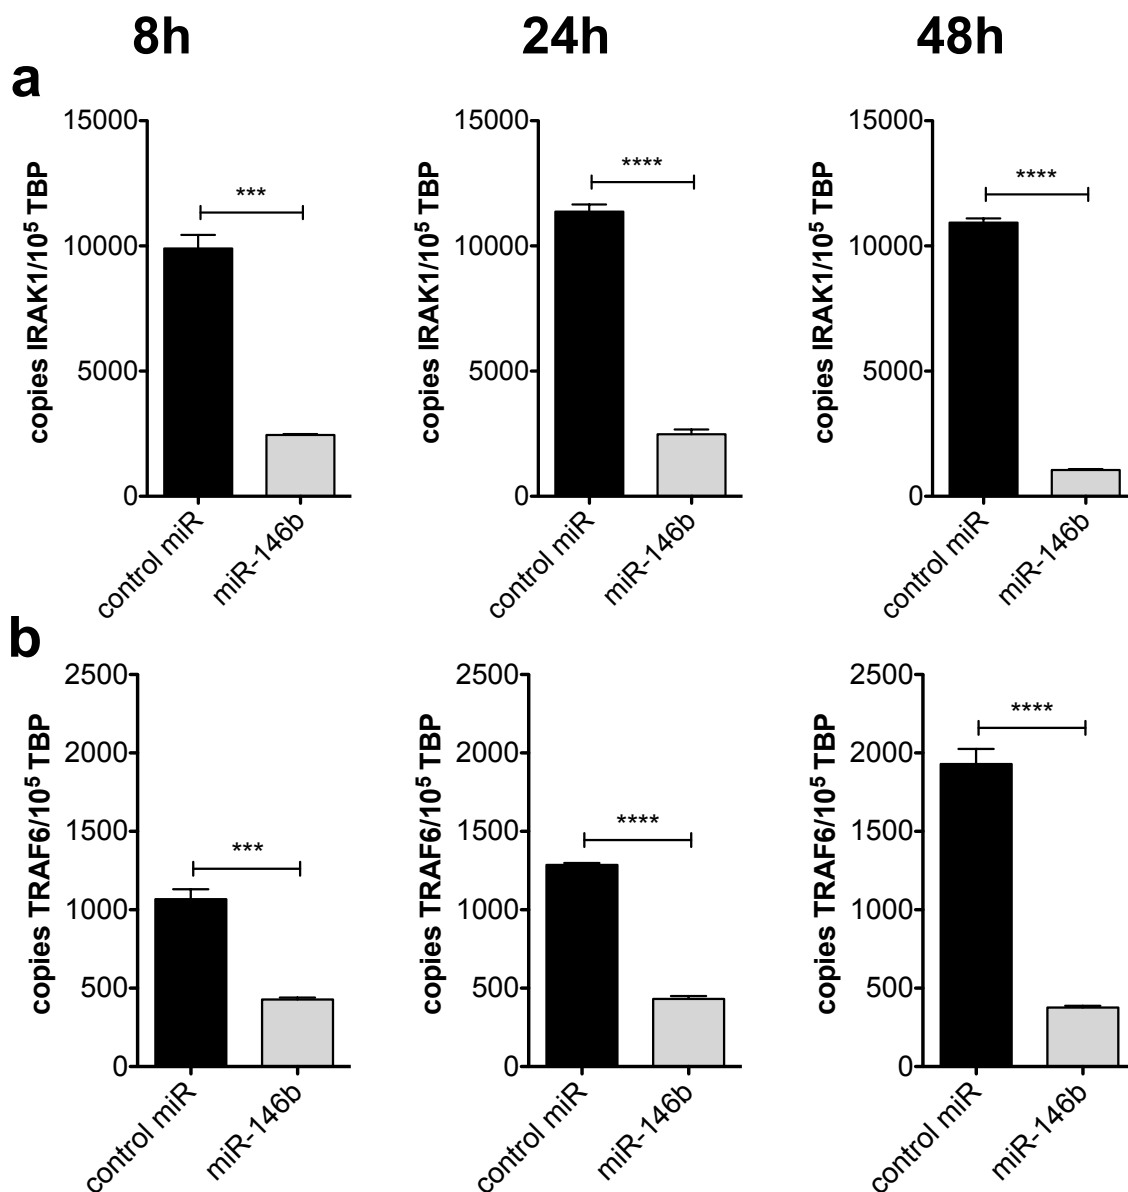 8h 24h 48h
a
copies IRAK1/10⁵ TBP
15000
10000
5000
0
***
control miR
miR-146b
copies IRAK1/10⁵ TBP
15000
10000
5000
0
****
control miR
miR-146b
copies IRAK1/10⁵ TBP
15000
10000
5000
0
****
control miR
miR-146b
b
copies TRAF6/10⁵ TBP
2500
2000
1500
1000
500
0
***
control miR
miR-146b
copies TRAF6/10⁵ TBP
2500
2000
1500
1000
500
0
****
control miR
miR-146b
copies TRAF6/10⁵ TBP
2500
2000
1500
1000
500
0
****
control miR
miR-146b